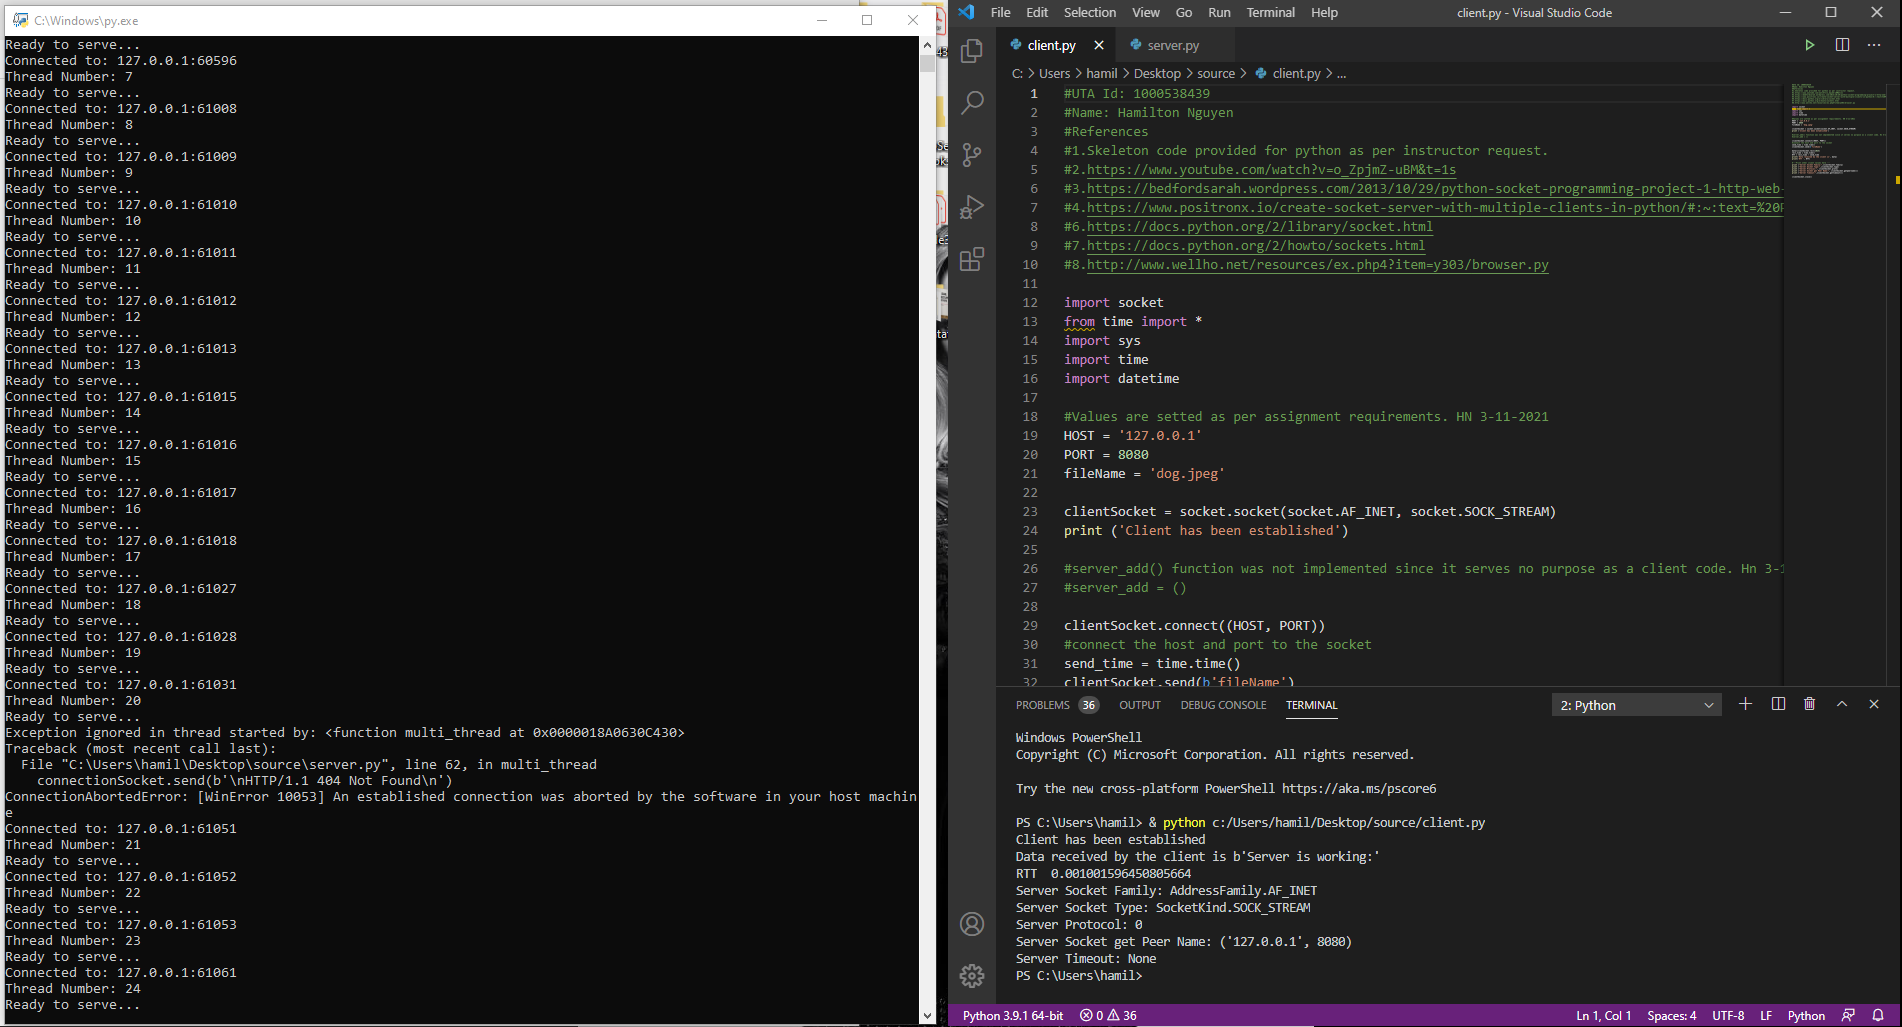 C:\Windows\py.exe
Ready to serve...
Connected to: 127.0.0.1:60596
Thread Number: 7
Ready to serve...
Connected to: 127.0.0.1:61008
Thread Number: 8
Ready to serve...
Connected to: 127.0.0.1:61009
Thread Number: 9
Ready to serve...
Connected to: 127.0.0.1:61010
Thread Number: 10
Ready to serve...
Connected to: 127.0.0.1:61011
Thread Number: 11
Ready to serve...
Connected to: 127.0.0.1:61012
Thread Number: 12
Ready to serve...
Connected to: 127.0.0.1:61013
Thread Number: 13
Ready to serve...
Connected to: 127.0.0.1:61015
Thread Number: 14
Ready to serve...
Connected to: 127.0.0.1:61016
Thread Number: 15
Ready to serve...
Connected to: 127.0.0.1:61017
Thread Number: 16
Ready to serve...
Connected to: 127.0.0.1:61018
Thread Number: 17
Ready to serve...
Connected to: 127.0.0.1:61027
Thread Number: 18
Ready to serve...
Connected to: 127.0.0.1:61028
Thread Number: 19
Ready to serve...
Connected to: 127.0.0.1:61031
Thread Number: 20
Ready to serve...
Exception ignored in thread started by: <function multi_thread at 0x0000018A0630C430>
Traceback (most recent call last):
  File "C:\Users\hamil\Desktop\source\server.py", line 62, in multi_thread
    connectionSocket.send(b'\nHTTP/1.1 404 Not Found\n')
ConnectionAbortedError: [WinError 10053] An established connection was aborted by the software in your host machin
e
Connected to: 127.0.0.1:61051
Thread Number: 21
Ready to serve...
Connected to: 127.0.0.1:61052
Thread Number: 22
Ready to serve...
Connected to: 127.0.0.1:61053
Thread Number: 23
Ready to serve...
Connected to: 127.0.0.1:61061
Thread Number: 24
Ready to serve...
File Edit Selection View Go Run Terminal Help client.py - Visual Studio Code
client.py server.py
C: > Users > hamil > Desktop > source > client.py > ...
1 #UTA Id: 1000538439
2 #Name: Hamilton Nguyen
3 #References
4 #1.Skeleton code provided for python as per instructor request.
5 #2.https://www.youtube.com/watch?v=o_ZpjmZ-uBM&t=1s
6 #3.https://bedfordsarah.wordpress.com/2013/10/29/python-socket-programming-project-1-http-web-
7 #4.https://www.positronx.io/create-socket-server-with-multiple-clients-in-python/#:~:text=%20P
8 #6.https://docs.python.org/2/library/socket.html
9 #7.https://docs.python.org/2/howto/sockets.html
10 #8.http://www.wellho.net/resources/ex.php4?item=y303/browser.py
11
12 import socket
13 from time import *
14 import sys
15 import time
16 import datetime
17
18 #Values are setted as per assignment requirements. HN 3-11-2021
19 HOST = '127.0.0.1'
20 PORT = 8080
21 fileName = 'dog.jpeg'
22
23 clientSocket = socket.socket(socket.AF_INET, socket.SOCK_STREAM)
24 print ('Client has been established')
25
26 #server_add() function was not implemented since it serves no purpose as a client code. Hn 3-1
27 #server_add = ()
28
29 clientSocket.connect((HOST, PORT))
30 #connect the host and port to the socket
31 send_time = time.time()
32 clientSocket.send(b'fileName')
PROBLEMS 36 OUTPUT DEBUG CONSOLE TERMINAL 2: Python
Windows PowerShell
Copyright (C) Microsoft Corporation. All rights reserved.
Try the new cross-platform PowerShell https://aka.ms/pscore6
PS C:\Users\hamil> & python c:/Users/hamil/Desktop/source/client.py
Client has been established
Data received by the client is b'Server is working:'
RTT  0.001001596450805664
Server Socket Family: AddressFamily.AF_INET
Server Socket Type: SocketKind.SOCK_STREAM
Server Protocol: 0
Server Socket get Peer Name: ('127.0.0.1', 8080)
Server Timeout: None
PS C:\Users\hamil>
Python 3.9.1 64-bit 0 36 Ln 1, Col 1 Spaces: 4 UTF-8 LF Python